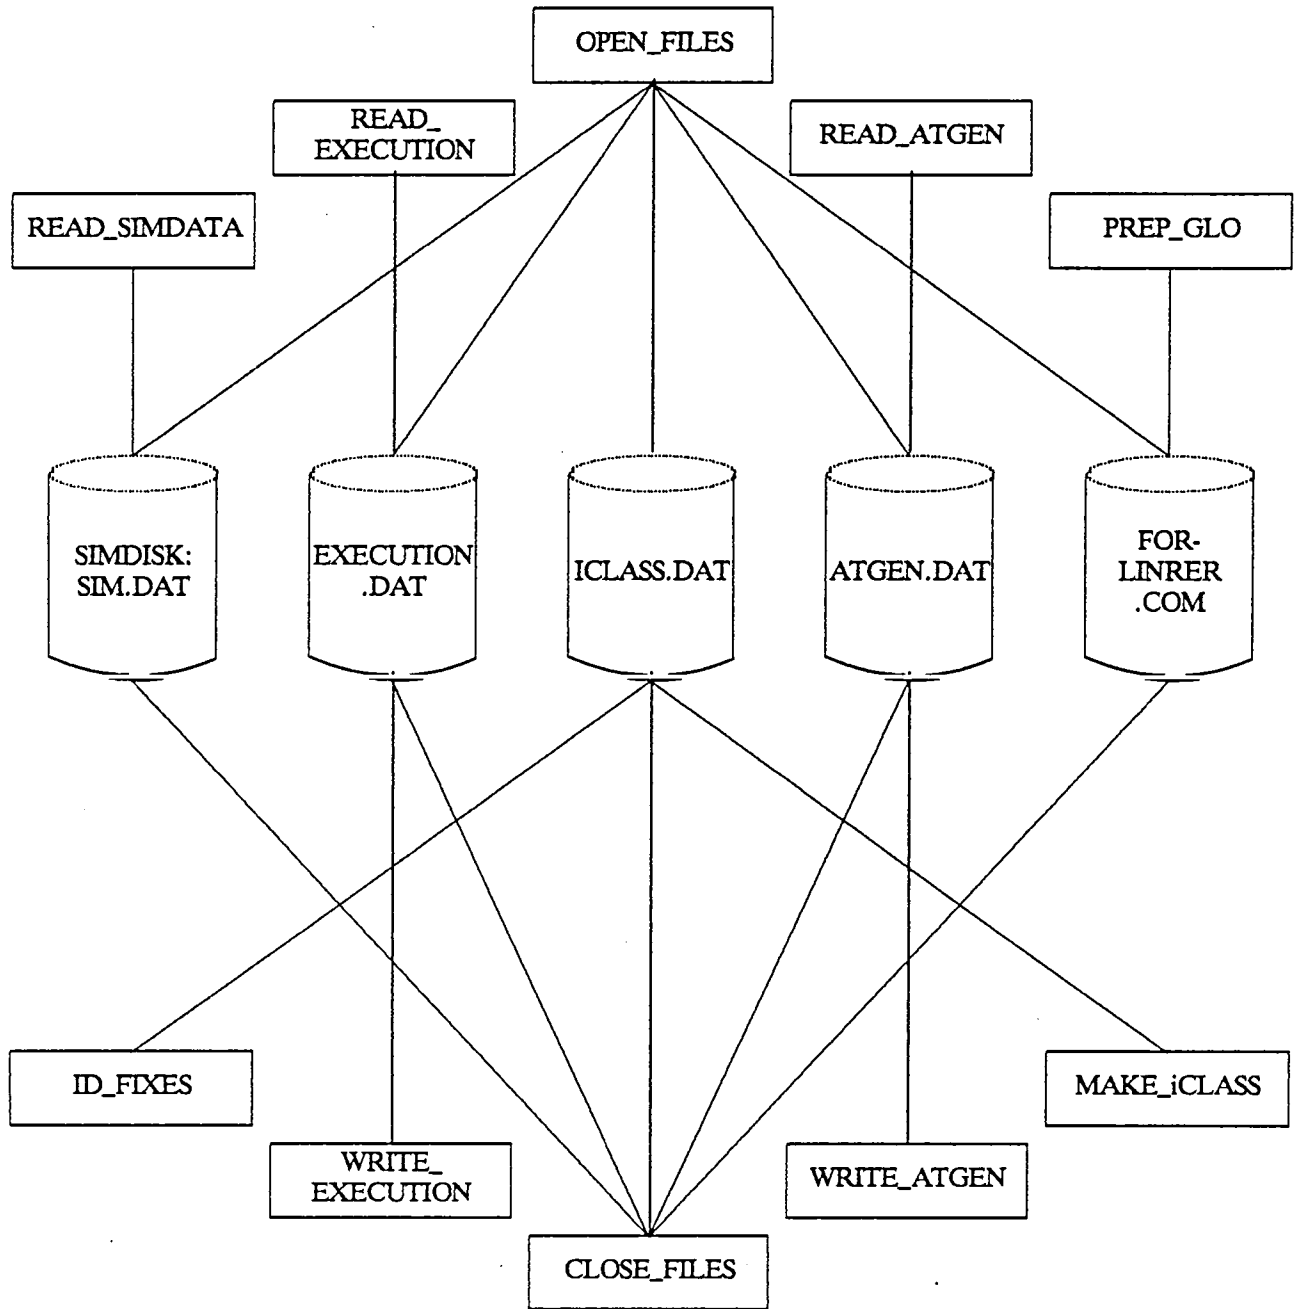 OPEN_FILES
READ_
EXECUTION
READ_ATGEN
READ_SIMDATA
PREP_GLO
SIMDISK:
SIM.DAT
EXECUTION
.DAT
ICLASS.DAT
ATGEN.DAT
FOR-
LINRER
.COM
ID_FIXES
MAKE_iCLASS
WRITE_
EXECUTION
WRITE_ATGEN
CLOSE_FILES